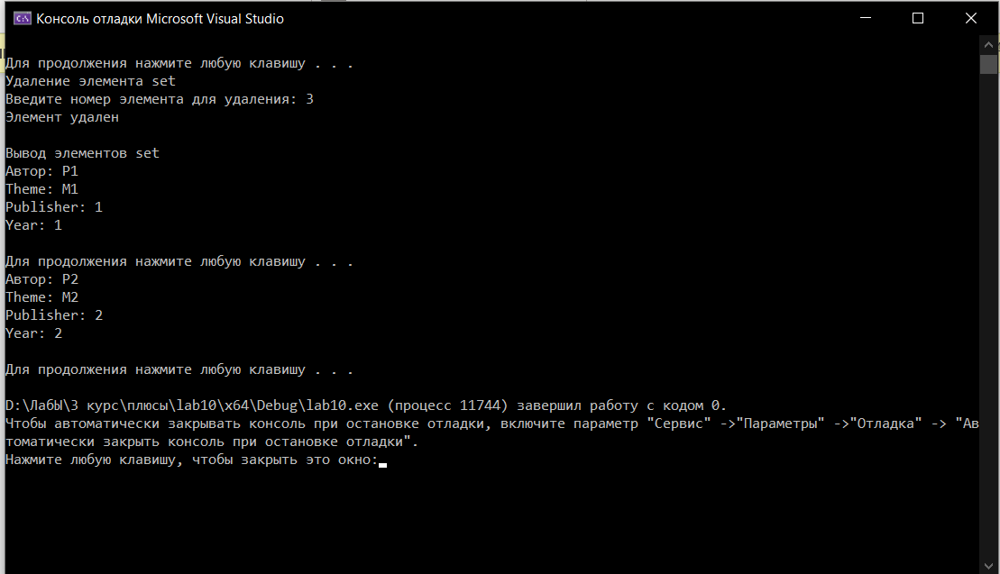 Консоль отладки Microsoft Visual Studio
Для продолжения нажмите любую клавишу . . .
Удаление элемента set
Введите номер элемента для удаления: 3
Элемент удален
Вывод элементов set
Автор: P1
Theme: M1
Publisher: 1
Year: 1
Для продолжения нажмите любую клавишу . . .
Автор: P2
Theme: M2
Publisher: 2
Year: 2
Для продолжения нажмите любую клавишу . . .
D:\ЛабЫ\3 курс\плюсы\lab10\x64\Debug\lab10.exe (процесс 11744) завершил работу с кодом 0.
Чтобы автоматически закрывать консоль при остановке отладки, включите параметр "Сервис" ->"Параметры" ->"Отладка" -> "Ав
томатически закрыть консоль при остановке отладки".
Нажмите любую клавишу, чтобы закрыть это окно: